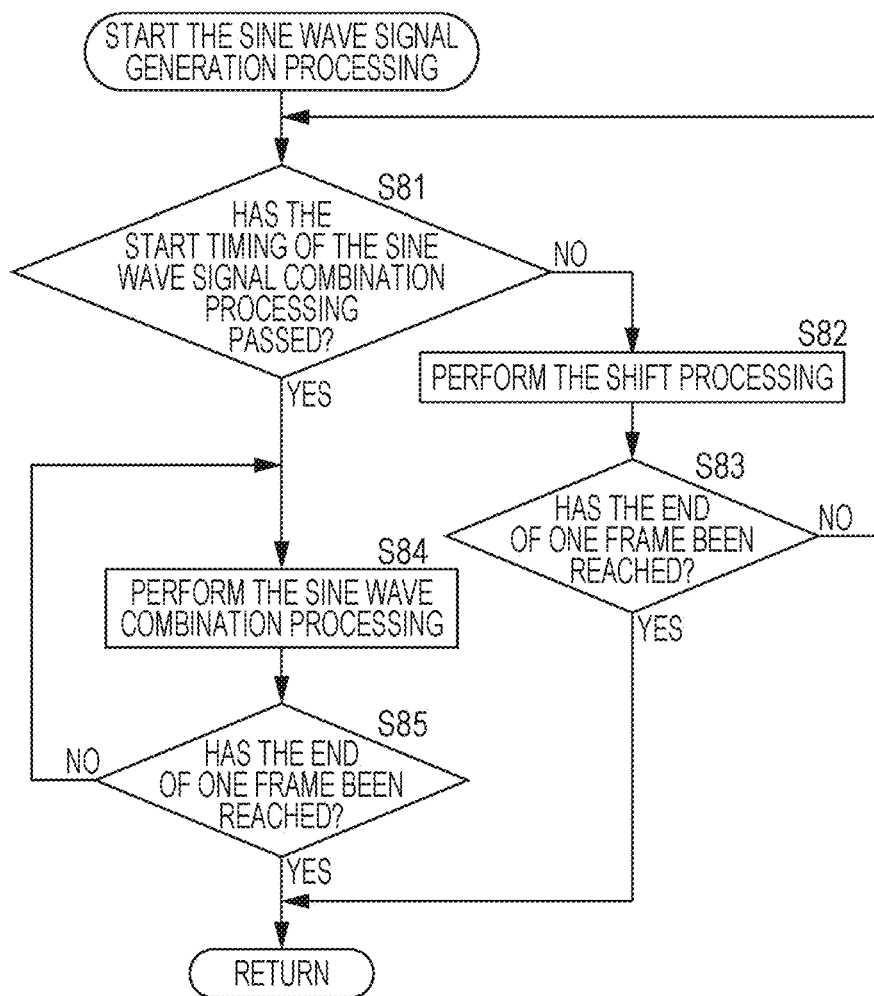 START THE SINE WAVE SIGNAL
GENERATION PROCESSING
S81
HAS THE
START TIMING OF THE SINE
WAVE SIGNAL COMBINATION
PROCESSING
PASSED?
NO
YES
S82
PERFORM THE SHIFT PROCESSING
S83
HAS THE END
OF ONE FRAME BEEN
REACHED?
NO
YES
S84
PERFORM THE SINE WAVE
COMBINATION PROCESSING
S85
HAS THE END
OF ONE FRAME BEEN
REACHED?
NO
YES
RETURN